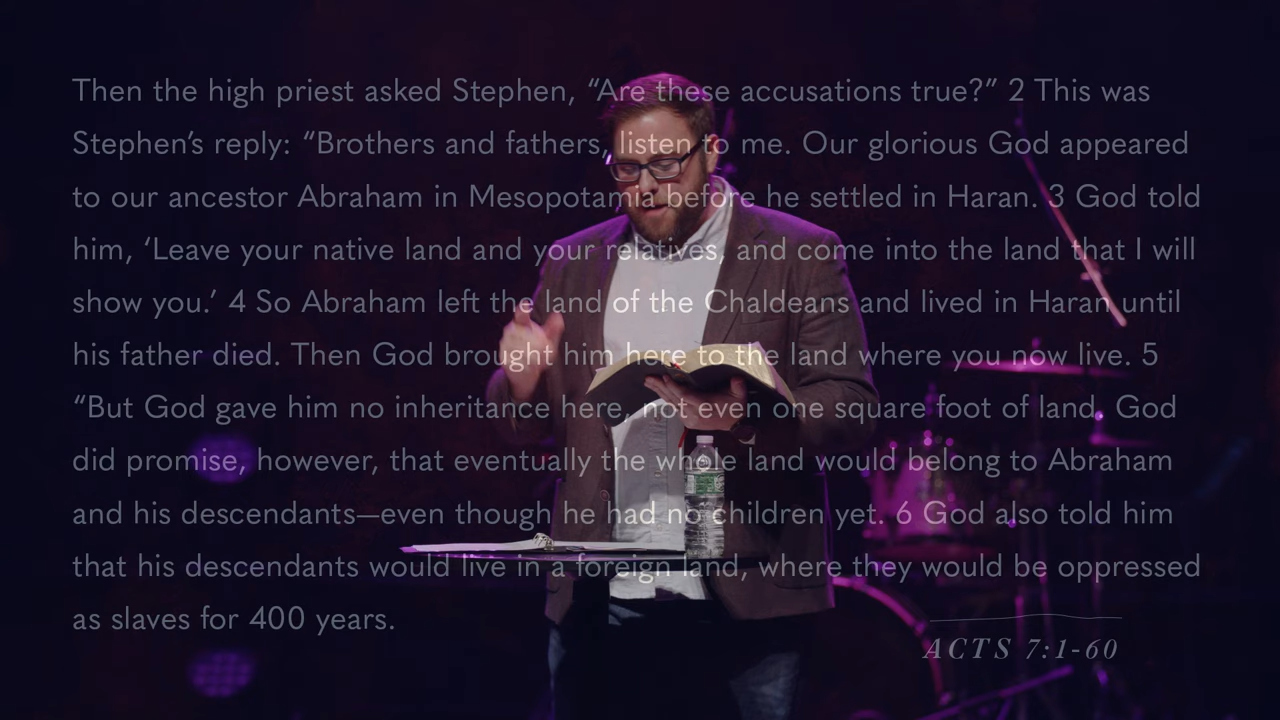 Then the high priest asked Stephen, “Are these accusations true?” 2 This was
Stephen’s reply: “Brothers and fathers, listen to me. Our glorious God appeared
to our ancestor Abraham in Mesopotamia before he settled in Haran. 3 God told
him, ‘Leave your native land and your relatives, and come into the land that I will
show you.’ 4 So Abraham left the land of the Chaldeans and lived in Haran until
his father died. Then God brought him here to the land where you now live. 5
“But God gave him no inheritance here, not even one square foot of land. God
did promise, however, that eventually the whole land would belong to Abraham
and his descendants—even though he had no children yet. 6 God also told him
that his descendants would live in a foreign land, where they would be oppressed
as slaves for 400 years.
ACTS 7:1-60